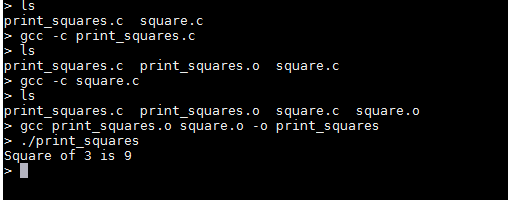 > ls
print_squares.c  square.c
> gcc -c print_squares.c
> ls
print_squares.c  print_squares.o  square.c
> gcc -c square.c
> ls
print_squares.c  print_squares.o  square.c  square.o
> gcc print_squares.o square.o -o print_squares
> ./print_squares
Square of 3 is 9
>